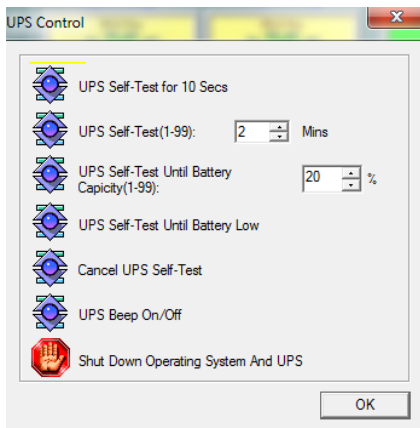 UPS Control
UPS Self-Test for 10 Secs
UPS Self-Test(1-99): 2 Mins
UPS Self-Test Until Battery
Capicity(1-99): 20 %
UPS Self-Test Until Battery Low
Cancel UPS Self-Test
UPS Beep On/Off
Shut Down Operating System And UPS
OK